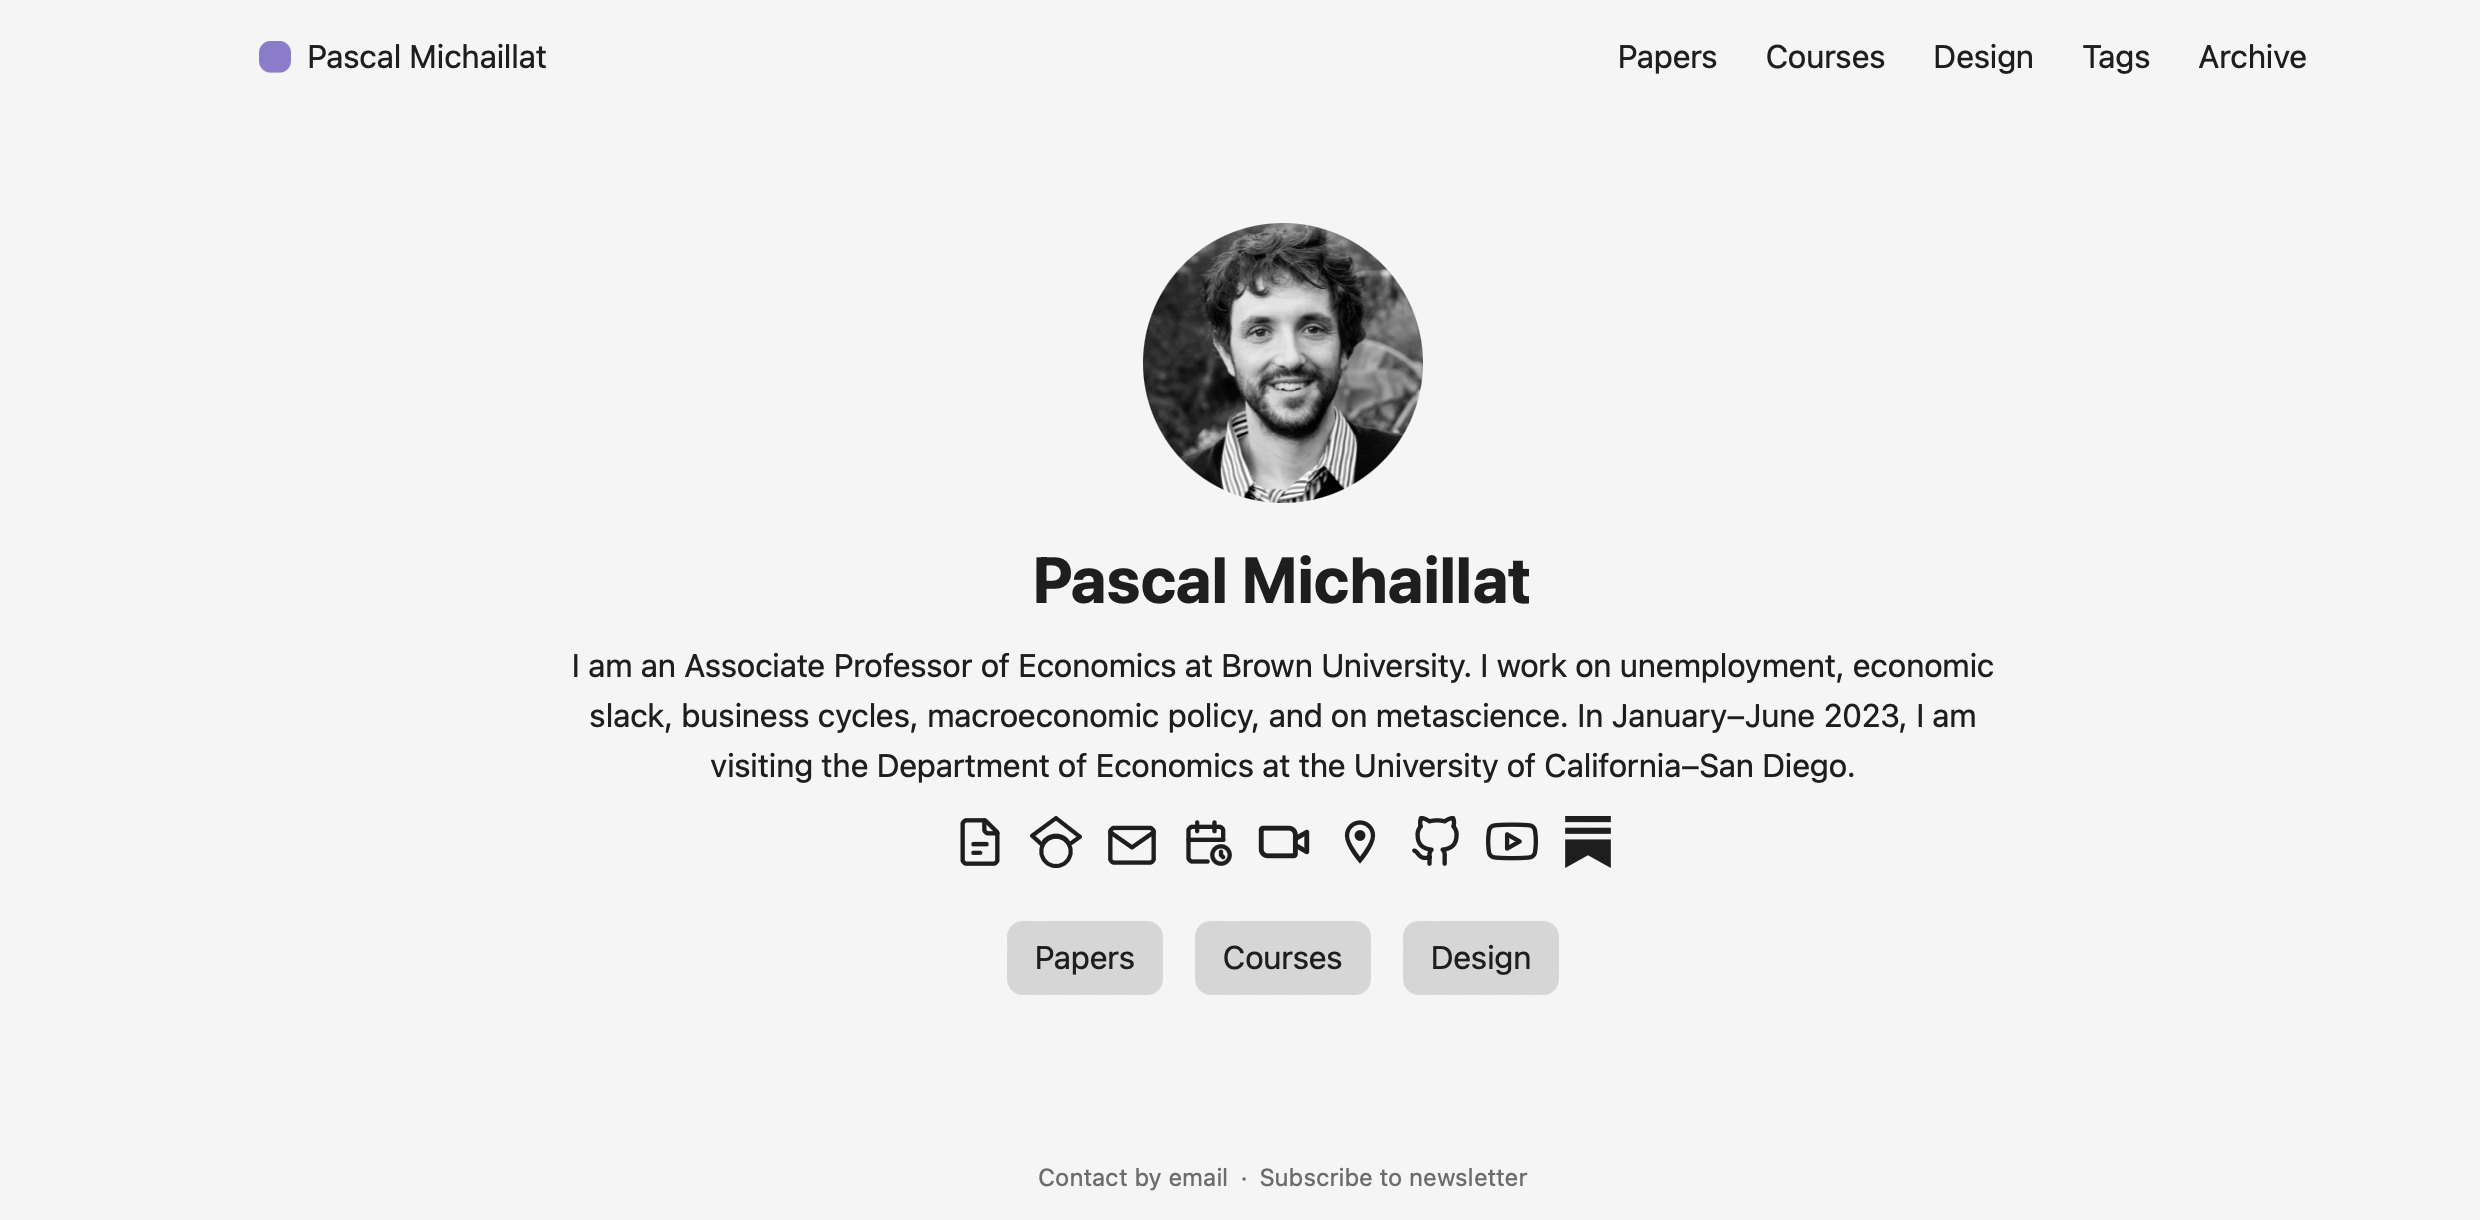 Pascal Michaillat
Papers Courses Design Tags Archive
Pascal Michaillat
I am an Associate Professor of Economics at Brown University. I work on unemployment, economic
slack, business cycles, macroeconomic policy, and on metascience. In January–June 2023, I am
visiting the Department of Economics at the University of California–San Diego.
Papers Courses Design
Contact by email · Subscribe to newsletter